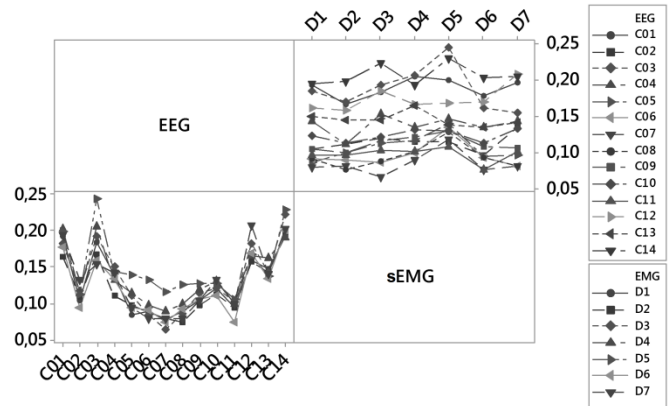 D1 D2 D3 D4 D5 D6 D7
EEG
0,25
0,20
0,15
0,10
0,05
0,25
0,20
0,15
0,10
0,05
sEMG
C01 C02 C03 C04 C05 C06 C07 C08 C09 C10 C11 C12 C13 C14
EEG
C01
C02
C03
C04
C05
C06
C07
C08
C09
C10
C11
C12
C13
C14
EMG
D1
D2
D3
D4
D5
D6
D7